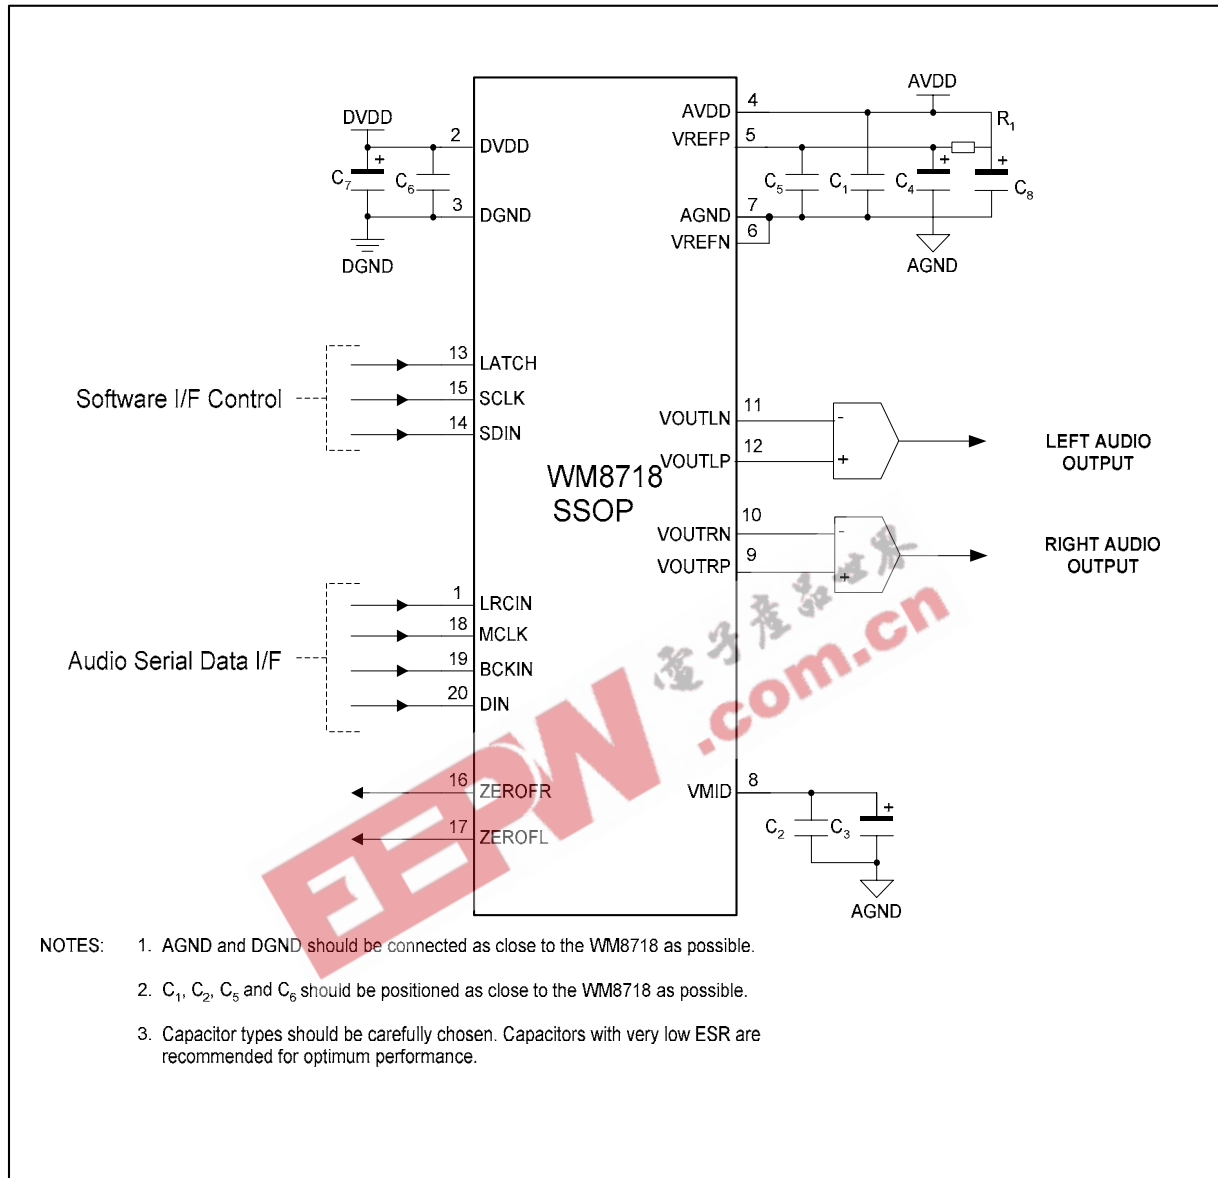 AVDD
DVDD
2 DVDD
C7 +
C6
3 DGND
DGND
AVDD 4
VREFP 5
R1
C5
C1
C4 +
C8 +
AGND 7
VREFN 6
AGND
Software I/F Control
13 LATCH
15 SCLK
14 SDIN
WM8718
SSOP
VOUTLN 11 -
VOUTLP 12 +
LEFT AUDIO
OUTPUT
VOUTRN 10 -
VOUTRP 9 +
RIGHT AUDIO
OUTPUT
Audio Serial Data I/F
1 LRCIN
18 MCLK
19 BCKIN
20 DIN
16 ZEROFR
17 ZEROFL
VMID 8
C2
C3 +
AGND
電子產品世界
EEPW.com.cn
NOTES: 1. AGND and DGND should be connected as close to the WM8718 as possible.
2. C1, C2, C5 and C6 should be positioned as close to the WM8718 as possible.
3. Capacitor types should be carefully chosen. Capacitors with very low ESR are
recommended for optimum performance.